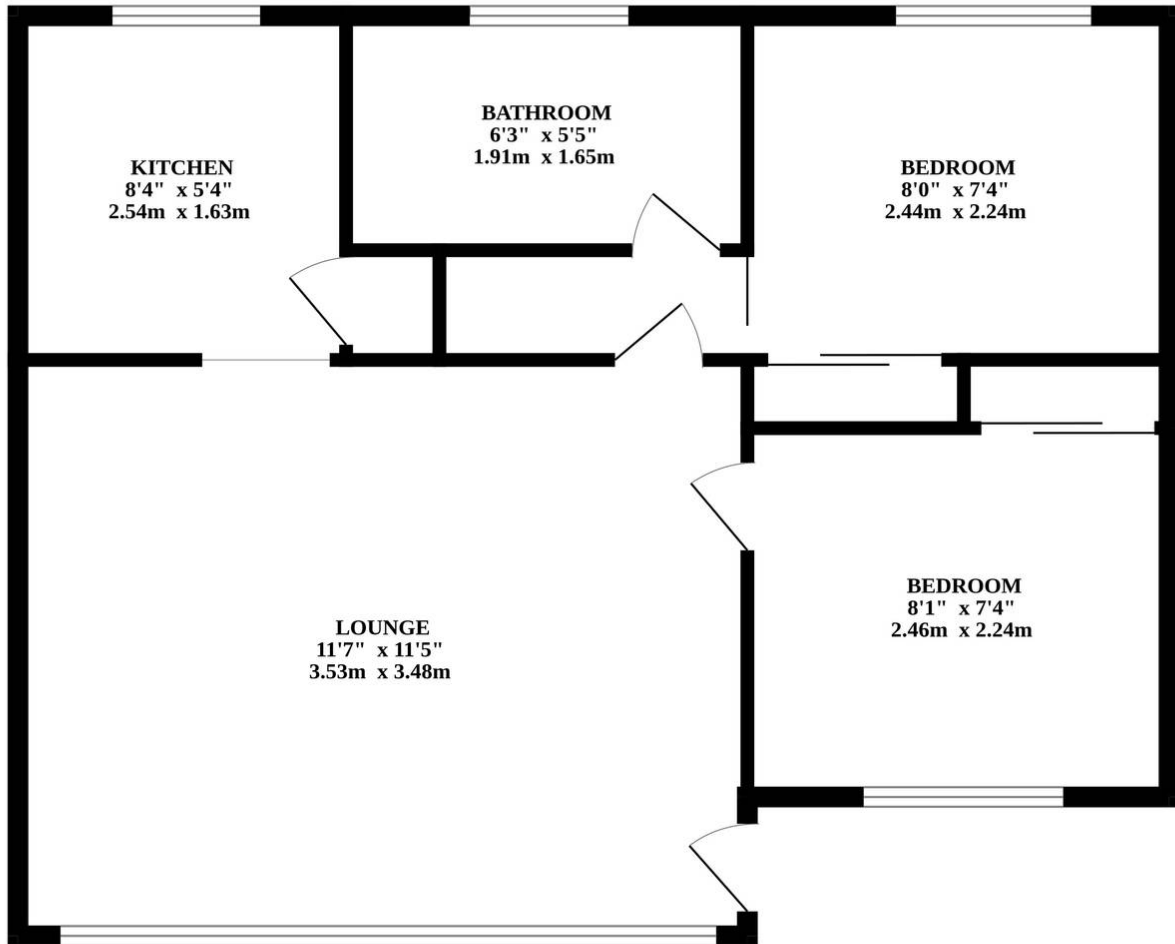 KITCHEN
8'4" x 5'4"
2.54m x 1.63m
BATHROOM
6'3" x 5'5"
1.91m x 1.65m
BEDROOM
8'0" x 7'4"
2.44m x 2.24m
LOUNGE
11'7" x 11'5"
3.53m x 3.48m
BEDROOM
8'1" x 7'4"
2.46m x 2.24m